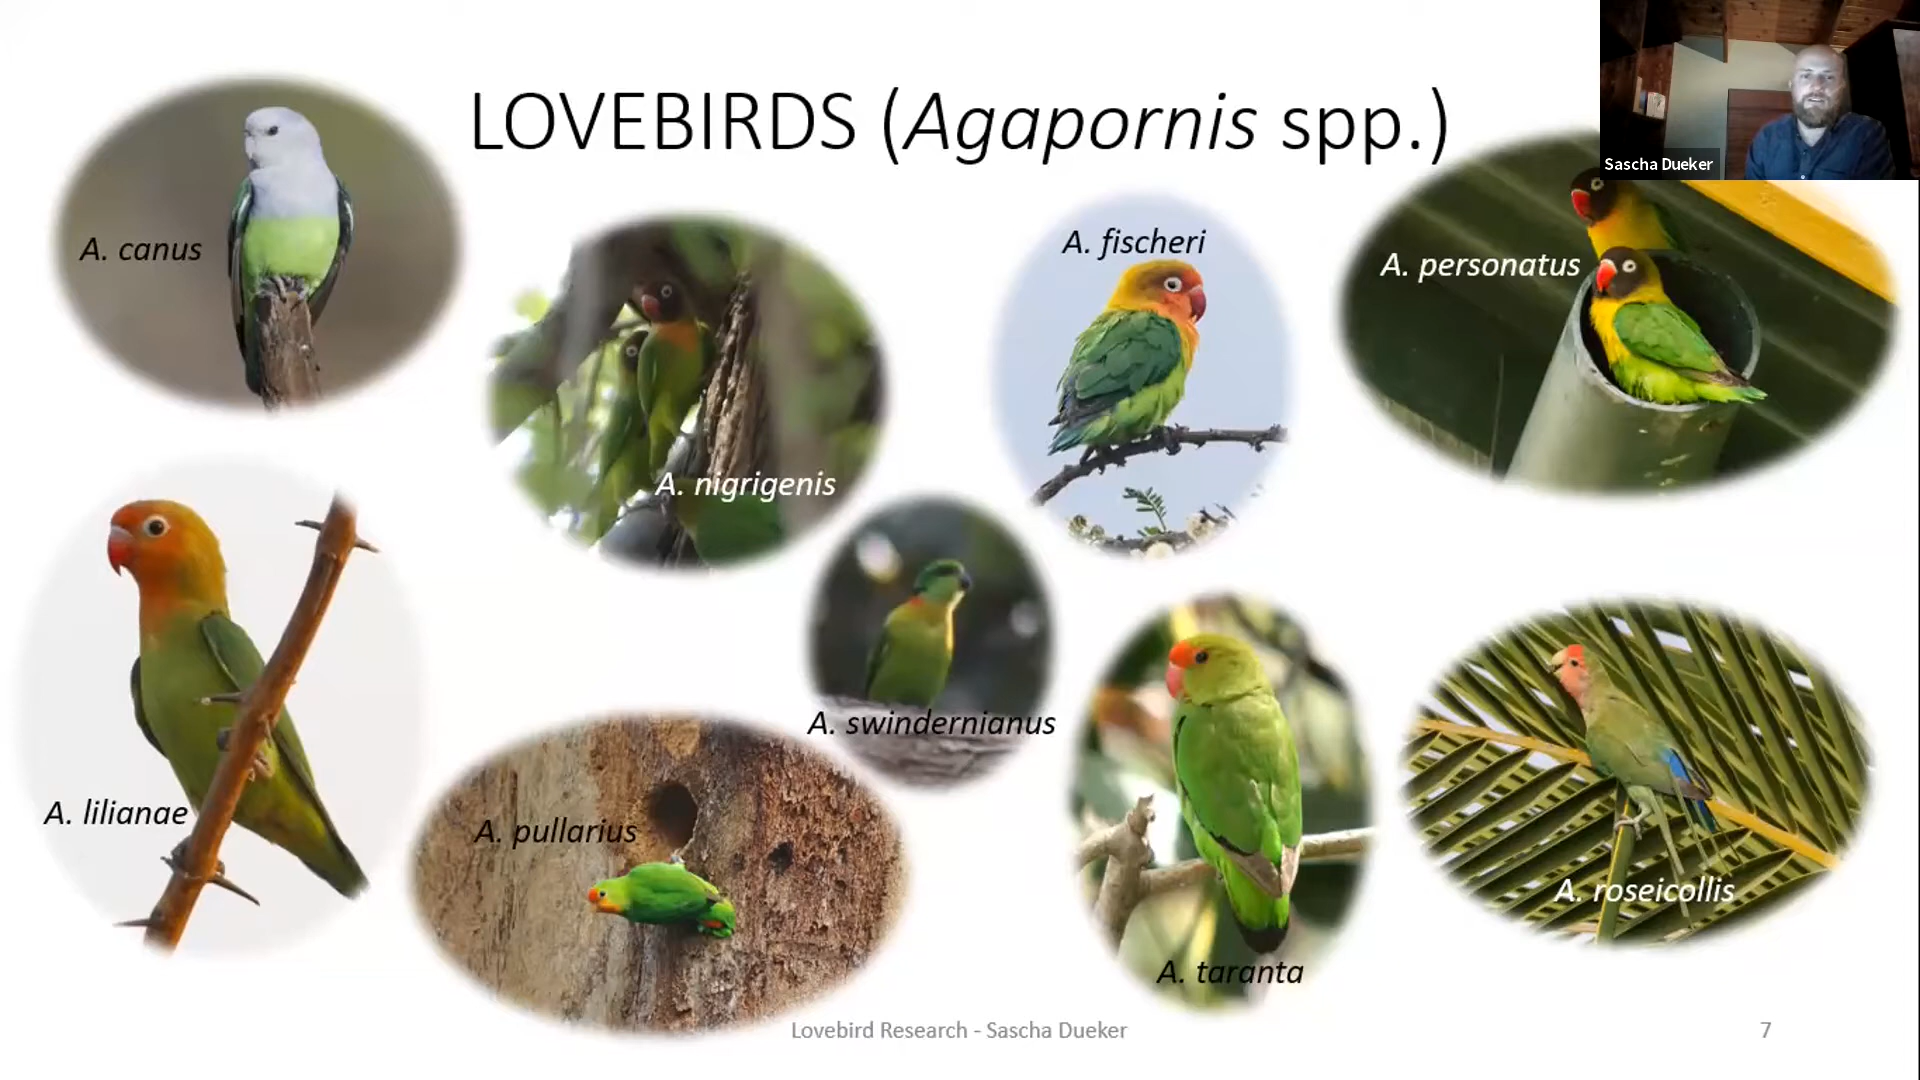 LOVEBIRDS (Agapornis spp.)
Sascha Dueker
A. canus
A. nigrigenis
A. fischeri
A. personatus
A. lilianae
A. pullarius
A. swindernianus
A. taranta
A. roseicollis
Lovebird Research - Sascha Dueker
7